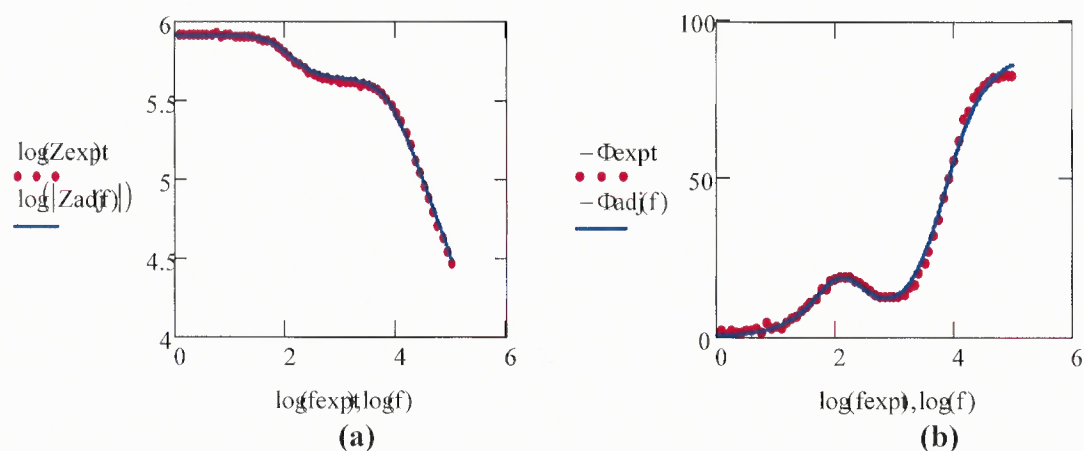 6
5.5
5
4.5
4
0
2
4
6
log(Zexpt)
log(|Zadj(f)|)
log(fexpt), log(f)
(a)
100
50
0
0
2
4
6
−Φexpt
−Φadj(f)
log(fexpt), log(f)
(b)